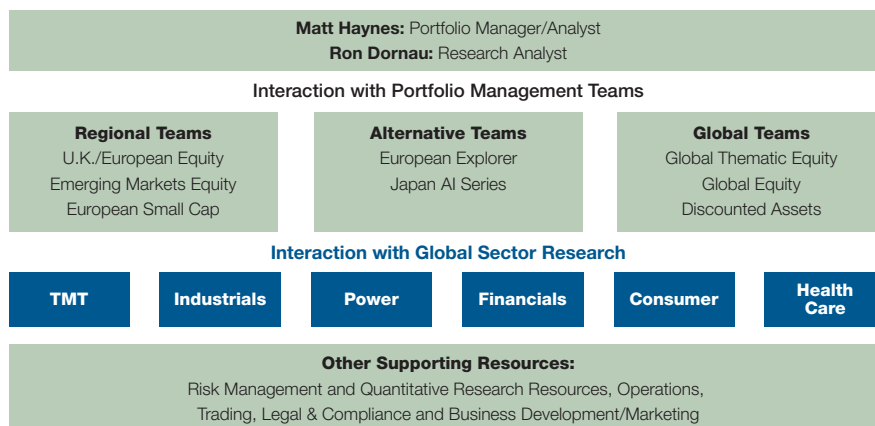 Matt Haynes: Portfolio Manager/Analyst
Ron Dornau: Research Analyst
Interaction with Portfolio Management Teams
Regional Teams
U.K./European Equity
Emerging Markets Equity
European Small Cap
Alternative Teams
European Explorer
Japan AI Series
Global Teams
Global Thematic Equity
Global Equity
Discounted Assets
Interaction with Global Sector Research
TMT
Industrials
Power
Financials
Consumer
Health
Care
Other Supporting Resources:
Risk Management and Quantitative Research Resources, Operations,
Trading, Legal & Compliance and Business Development/Marketing